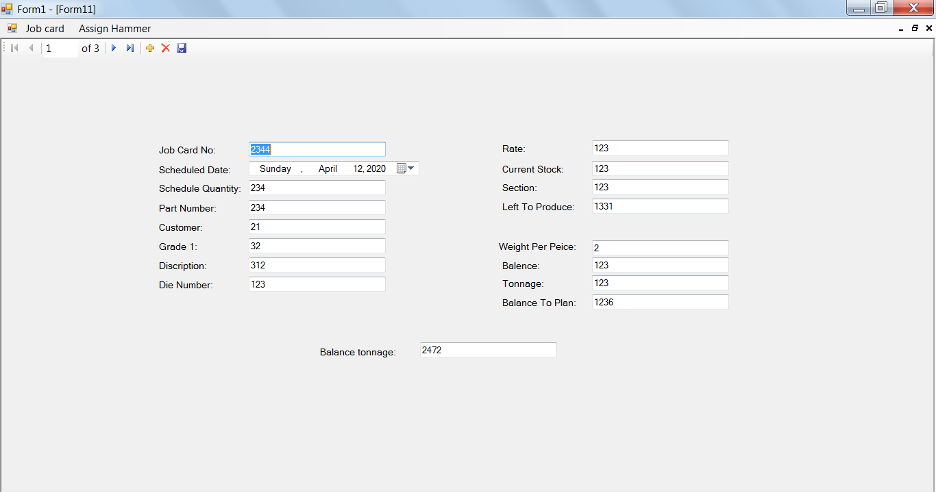 Form1 - [Form11]
Job card Assign Hammer
1 of 3
Job Card No: 2344
Scheduled Date: Sunday , April 12, 2020
Schedule Quantity: 234
Part Number: 234
Customer: 21
Grade 1: 32
Discription: 312
Die Number: 123
Rate: 123
Current Stock: 123
Section: 123
Left To Produce: 1331
Weight Per Peice: 2
Balence: 123
Tonnage: 123
Balance To Plan: 1236
Balance tonnage: 2472